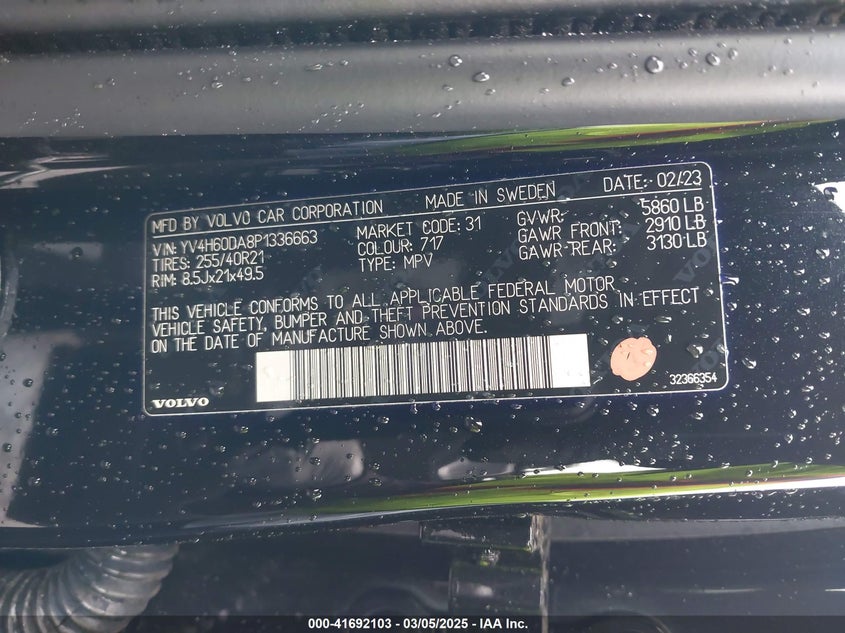 MFD BY VOLVO CAR CORPORATION MADE IN SWEDEN DATE: 02/23
VIN: YV4H60DA8P1336663 MARKET CODE: 31 GVWR: 5860 LB
TIRES: 255/40R21 COLOUR: 717 GAWR FRONT: 2910 LB
RIM: 8.5Jx21x49.5 TYPE: MPV GAWR REAR: 3130 LB
THIS VEHICLE CONFORMS TO ALL APPLICABLE FEDERAL MOTOR
VEHICLE SAFETY, BUMPER AND THEFT PREVENTION STANDARDS IN EFFECT
ON THE DATE OF MANUFACTURE SHOWN ABOVE.
VOLVO 32366354
000-41692103 - 03/05/2025 - IAA Inc.